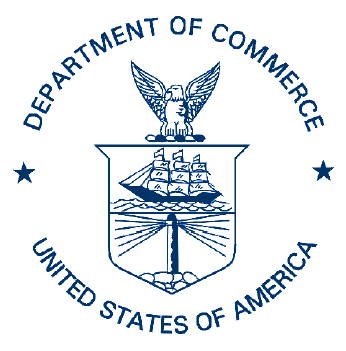 DEPARTMENT OF COMMERCE
UNITED STATES OF AMERICA